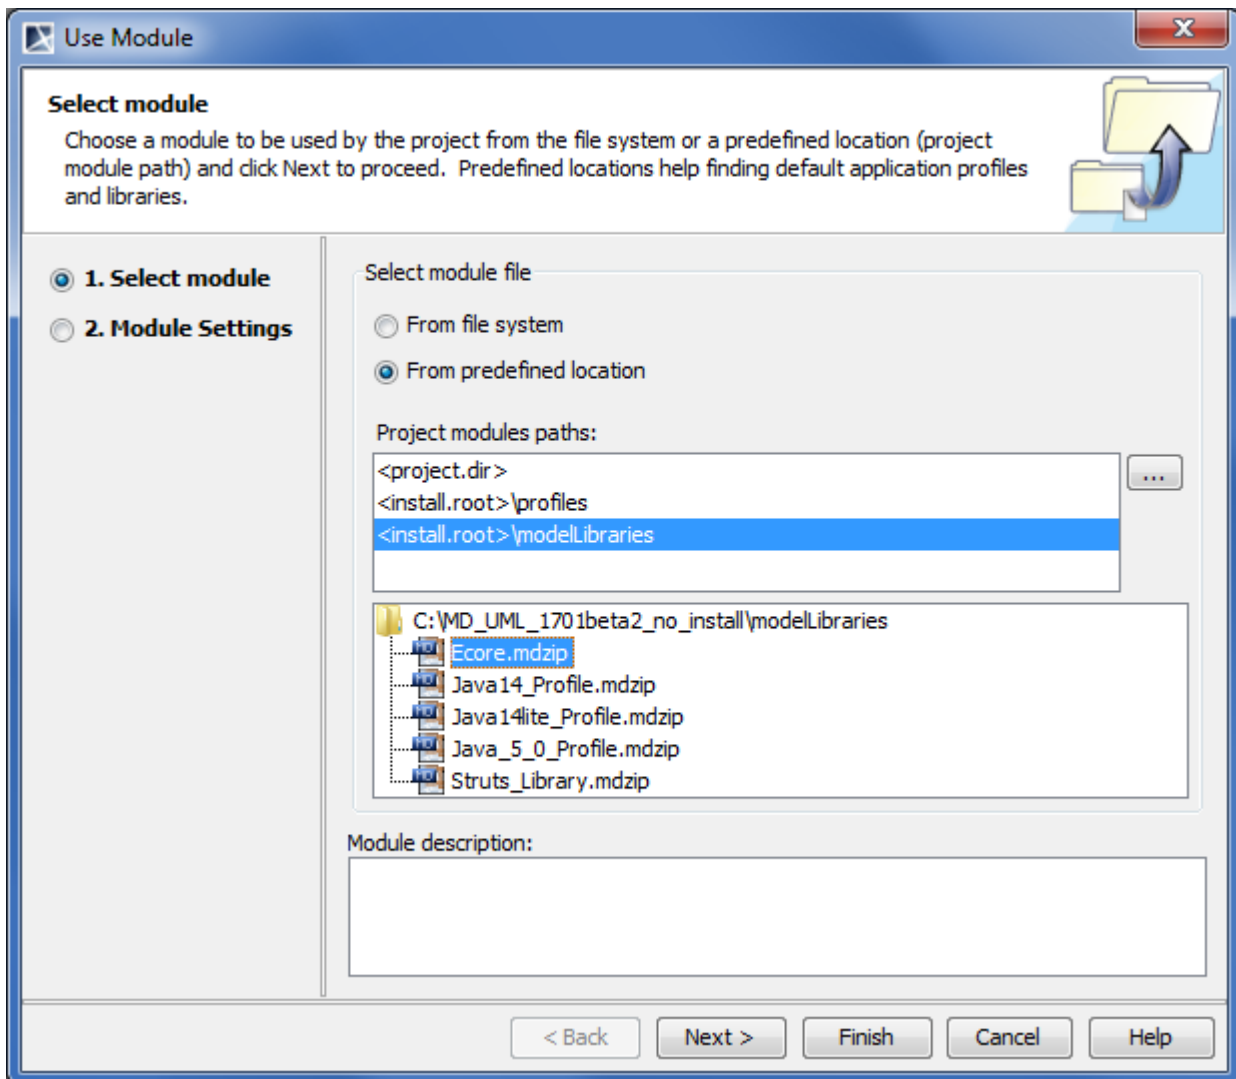 Use Module
Select module
Choose a module to be used by the project from the file system or a predefined location (project
module path) and click Next to proceed. Predefined locations help finding default application profiles
and libraries.
1. Select module
2. Module Settings
Select module file
From file system
From predefined location
Project modules paths:
<project.dir>
...
<install.root>\profiles
<install.root>\modelLibraries
C:\MD_UML_1701beta2_no_install\modelLibraries
Ecore.mdzip
Java14_Profile.mdzip
Java14lite_Profile.mdzip
Java_5_0_Profile.mdzip
Struts_Library.mdzip
Module description:
< Back
Next >
Finish
Cancel
Help